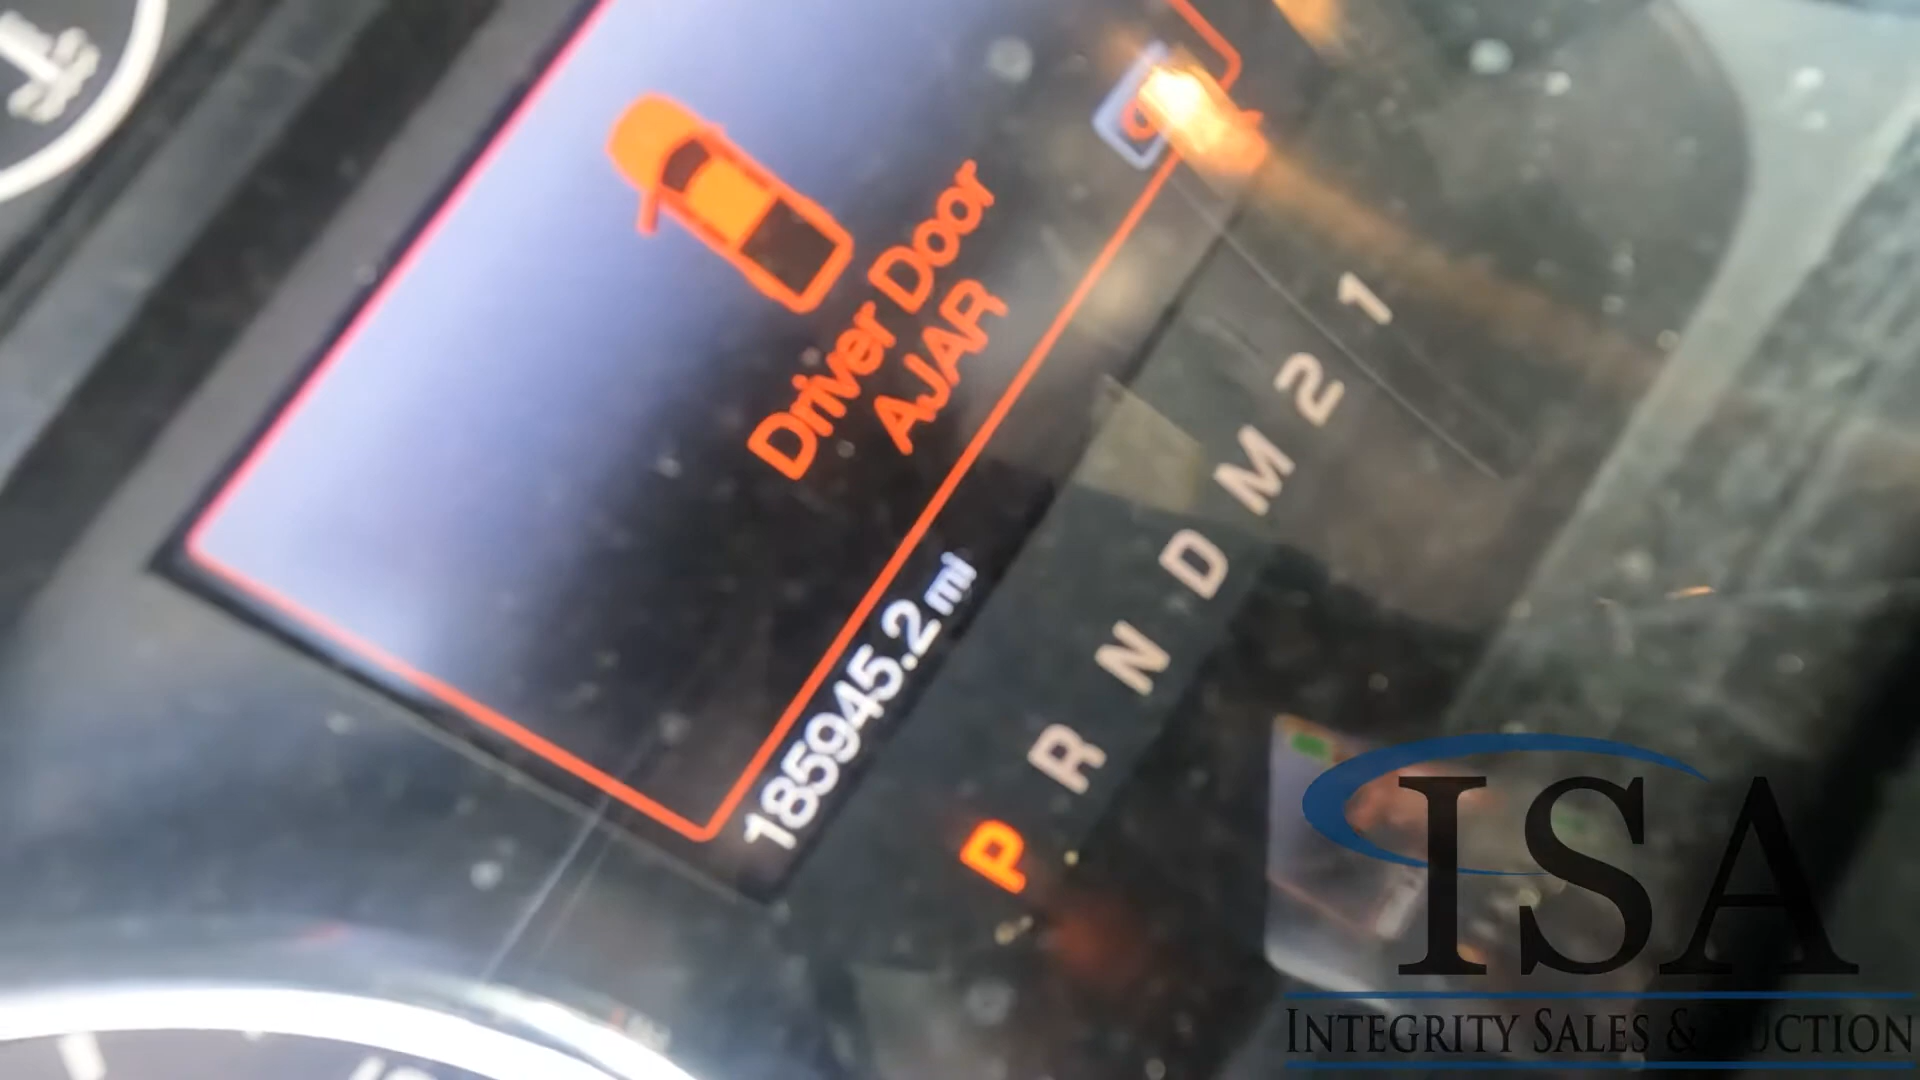 Driver Door
AJAR
185945.2 mi
P R N D M 2 1
ISA
INTEGRITY SALES & AUCTION